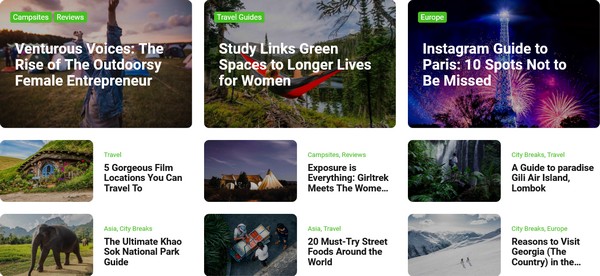 Campsites Reviews
Venturous Voices: The
Rise of The Outdoorsy
Female Entrepreneur
Travel Guides
Study Links Green
Spaces to Longer Lives
for Women
Europe
Instagram Guide to
Paris: 10 Spots Not to
Be Missed
Travel
5 Gorgeous Film
Locations You Can
Travel To
Campsites, Reviews
Exposure is
Everything: Girltrek
Meets The Wome...
City Breaks, Travel
A Guide to paradise
Gili Air Island,
Lombok
Asia, City Breaks
The Ultimate Khao
Sok National Park
Guide
Asia, Travel
20 Must-Try Street
Foods Around the
World
City Breaks, Europe
Reasons to Visit
Georgia (The
Country) in the...